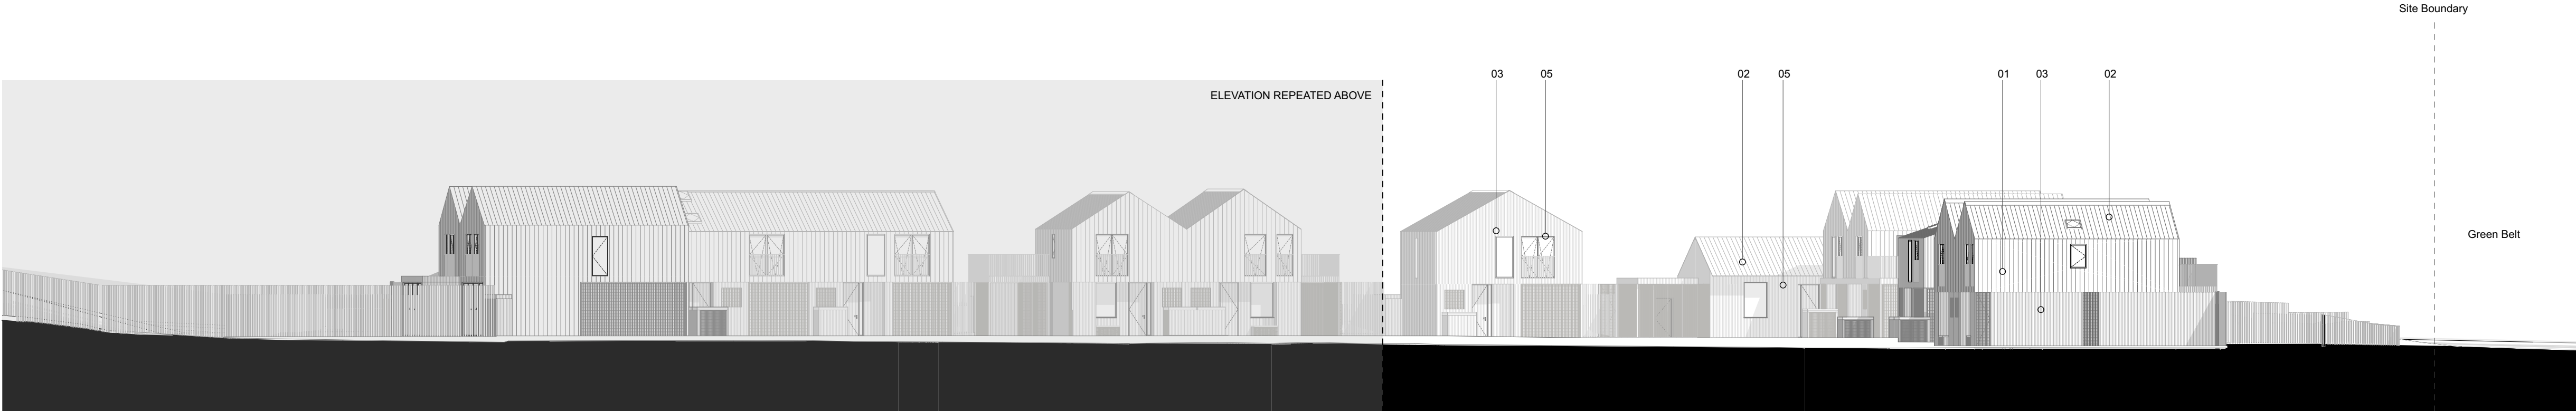 Site Boundary
03 05 02 05 01 03 02
ELEVATION REPEATED ABOVE
Green Belt